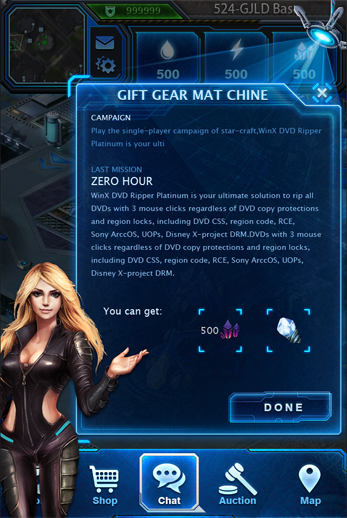 999999
524-GJLD Base
500
500
500
GIFT GEAR MAT CHINE
CAMPAIGN
Play the single-player campaign of star-craft,WinX DVD Ripper
Platinum is your ulti
LAST MISSION
ZERO HOUR
WinX DVD Ripper Platinum is your ultimate solution to rip all
DVDs with 3 mouse clicks regardless of DVD copy protections
and region locks, including DVD CSS, region code, RCE,
Sony ArccOS, UOPs, Disney X-project DRM.DVDs with 3 mouse
clicks regardless of DVD copy protections and region locks,
including DVD CSS, region code, RCE, Sony ArccOS, UOPs,
Disney X-project DRM.
You can get:
500
DONE
Shop
Chat
Auction
Map